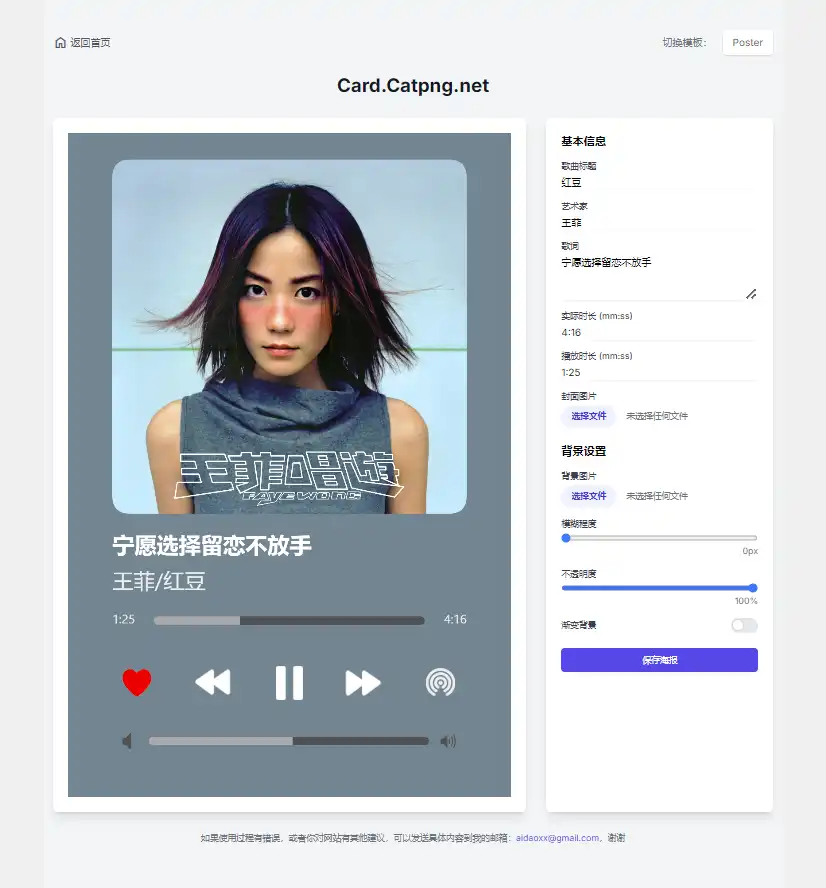 返回首页
切换模板:
Poster
Card.Catpng.net
王菲唱游
FAYE WONG
宁愿选择留恋不放手
王菲/红豆
1:25
4:16
基本信息
歌曲标题
红豆
艺术家
王菲
歌词
宁愿选择留恋不放手
实际时长 (mm:ss)
4:16
播放时长 (mm:ss)
1:25
封面图片
选择文件 未选择任何文件
背景设置
背景图片
选择文件 未选择任何文件
模糊程度
0px
不透明度
100%
渐变背景
保存海报
如果使用过程有错误，或者你对网站有其他建议，可以发送具体内容到我的邮箱：aidaoxx@gmail.com，谢谢